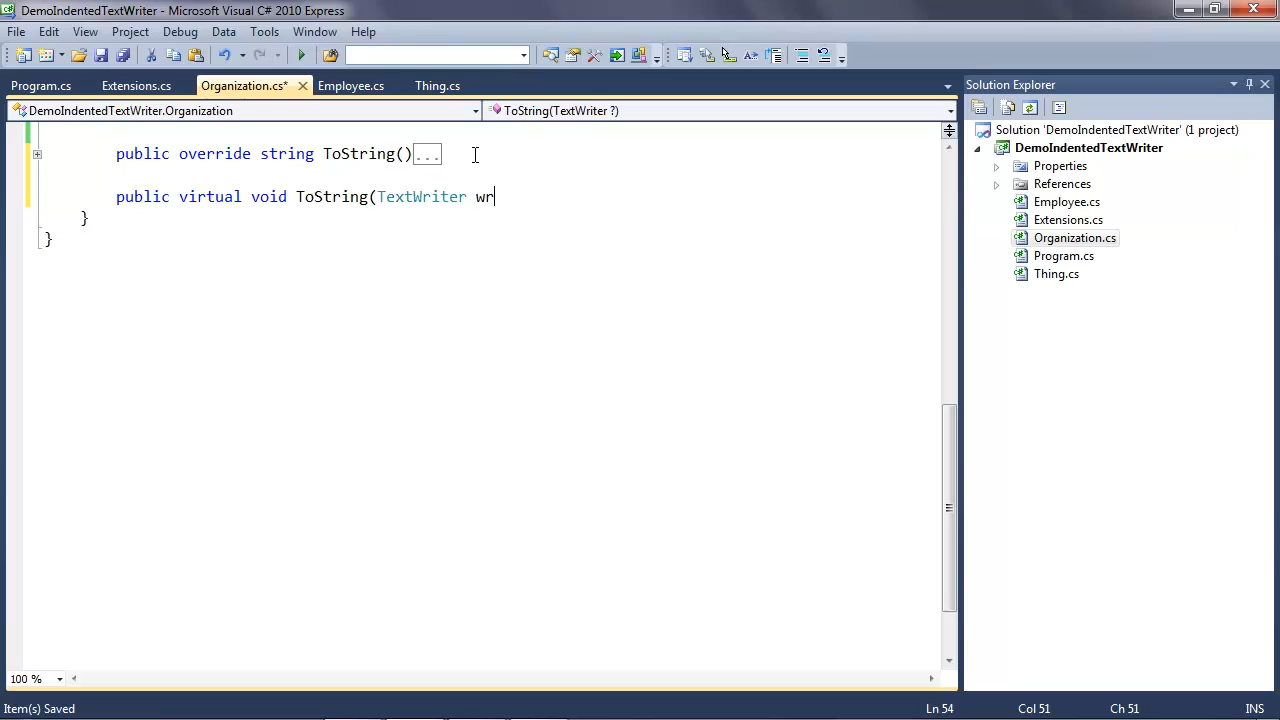 DemoIndentedTextWriter - Microsoft Visual C# 2010 Express
File Edit View Project Debug Data Tools Window Help
Program.cs Extensions.cs Organization.cs* Employee.cs Thing.cs
DemoIndentedTextWriter.Organization ToString(TextWriter ?)
public override string ToString()...
public virtual void ToString(TextWriter wr
}
}
100 %
Solution Explorer
Solution 'DemoIndentedTextWriter' (1 project)
DemoIndentedTextWriter
Properties
References
Employee.cs
Extensions.cs
Organization.cs
Program.cs
Thing.cs
Item(s) Saved Ln 54 Col 51 Ch 51 INS